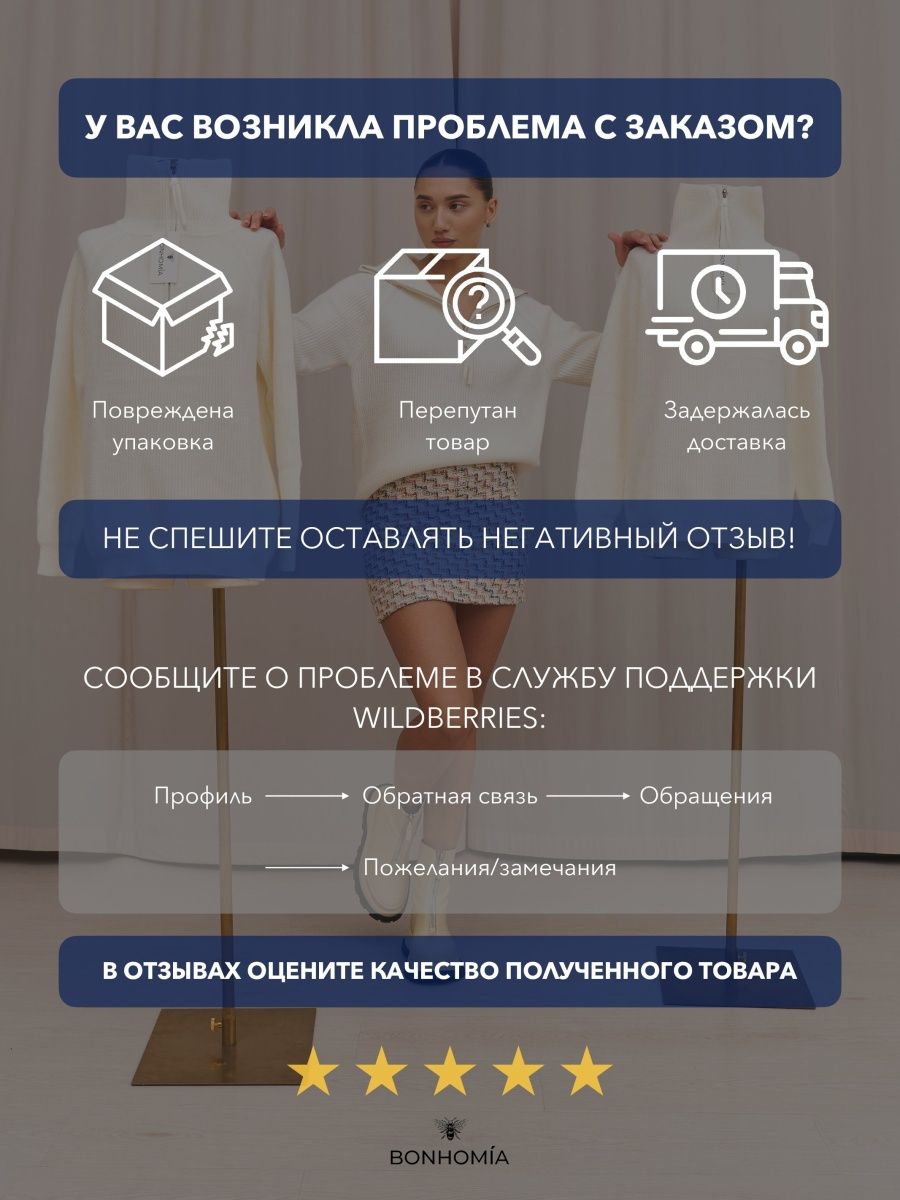 У ВАС ВОЗНИКЛА ПРОБЛЕМА С ЗАКАЗОМ?
BONHOMÍA
?
Повреждена
упаковка
Перепутан
товар
Задержалась
доставка
НЕ СПЕШИТЕ ОСТАВЛЯТЬ НЕГАТИВНЫЙ ОТЗЫВ!
СООБЩИТЕ О ПРОБЛЕМЕ В СЛУЖБУ ПОДДЕРЖКИ
WILDBERRIES:
Профиль → Обратная связь → Обращения
→ Пожелания/замечания
В ОТЗЫВАХ ОЦЕНИТЕ КАЧЕСТВО ПОЛУЧЕННОГО ТОВАРА
BONHOMÍA